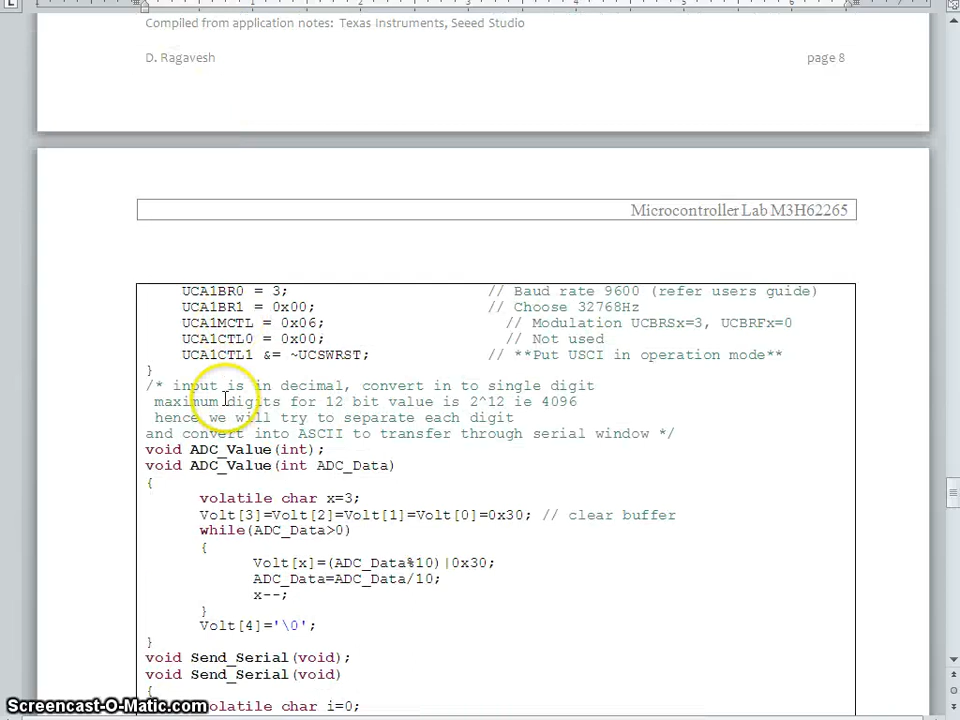 Compiled from application notes: Texas Instruments, Seeed Studio
D. Ragavesh page 8
Microcontroller Lab M3H62265
UCA1BR0 = 3; // Baud rate 9600 (refer users guide)
UCA1BR1 = 0x00; // Choose 32768Hz
UCA1MCTL = 0x06; // Modulation UCBRSx=3, UCBRFx=0
UCA1CTL0 = 0x00; // Not used
UCA1CTL1 &= ~UCSWRST; // **Put USCI in operation mode**
}
/* input is in decimal, convert in to single digit
maximum digits for 12 bit value is 2^12 ie 4096
hence we will try to separate each digit
and convert into ASCII to transfer through serial window */
void ADC_Value(int);
void ADC_Value(int ADC_Data)
{
volatile char x=3;
Volt[3]=Volt[2]=Volt[1]=Volt[0]=0x30; // clear buffer
while(ADC_Data>0)
{
Volt[x]=(ADC_Data%10)|0x30;
ADC_Data=ADC_Data/10;
x--;
}
Volt[4]='\0';
}
void Send_Serial(void);
void Send_Serial(void)
{
volatile char i=0;
Screencast-O-Matic.com